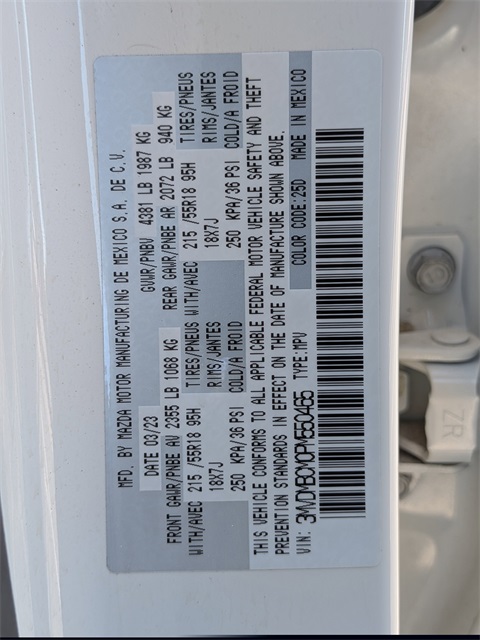 MFD. BY MAZDA MOTOR MANUFACTURING DE MEXICO S.A. DE C.V.
DATE 03/23 GVWR/PNBV 4381 LB 1987 KG
FRONT GAWR/PNBE AV 2355 LB 1068 KG REAR GAWR/PNBE AR 2072 LB 940 KG
TIRES/PNEUS TIRES/PNEUS
WITH/AVEC 215 /55R18 95H WITH/AVEC 215 /55R18 95H
RIMS/JANTES RIMS/JANTES
18X7J 18X7J
COLD/A FROID COLD/A FROID
250 KPA/36 PSI 250 KPA/36 PSI
THIS VEHICLE CONFORMS TO ALL APPLICABLE FEDERAL MOTOR VEHICLE SAFETY AND THEFT
PREVENTION STANDARDS IN EFFECT ON THE DATE OF MANUFACTURE SHOWN ABOVE.
TYPE:MPV COLOR CODE:25D MADE IN MEXICO
VIN: 3MVDMBCM0PM550465
ZR